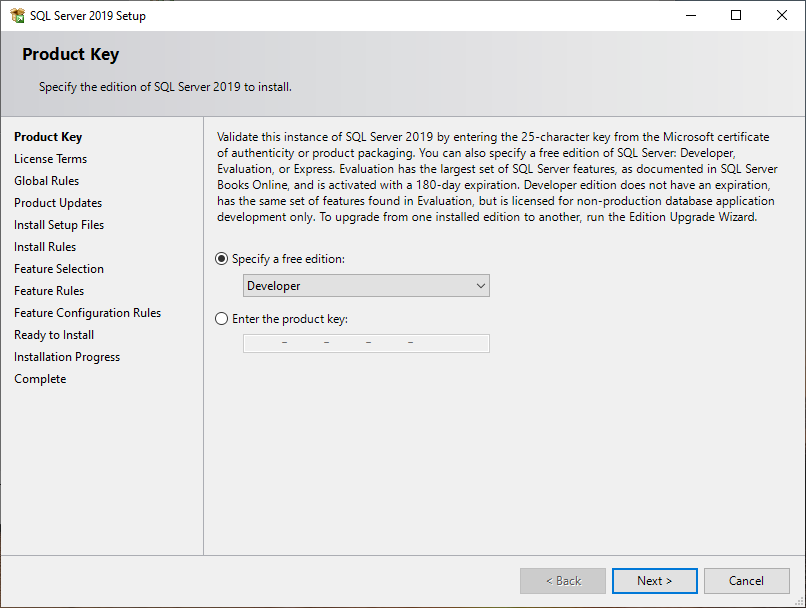 SQL Server 2019 Setup
Product Key
Specify the edition of SQL Server 2019 to install.
Product Key
License Terms
Global Rules
Product Updates
Install Setup Files
Install Rules
Feature Selection
Feature Rules
Feature Configuration Rules
Ready to Install
Installation Progress
Complete
Validate this instance of SQL Server 2019 by entering the 25-character key from the Microsoft certificate
of authenticity or product packaging. You can also specify a free edition of SQL Server: Developer,
Evaluation, or Express. Evaluation has the largest set of SQL Server features, as documented in SQL Server
Books Online, and is activated with a 180-day expiration. Developer edition does not have an expiration,
has the same set of features found in Evaluation, but is licensed for non-production database application
development only. To upgrade from one installed edition to another, run the Edition Upgrade Wizard.
Specify a free edition:
Developer
Enter the product key:
- - - -
< Back
Next >
Cancel